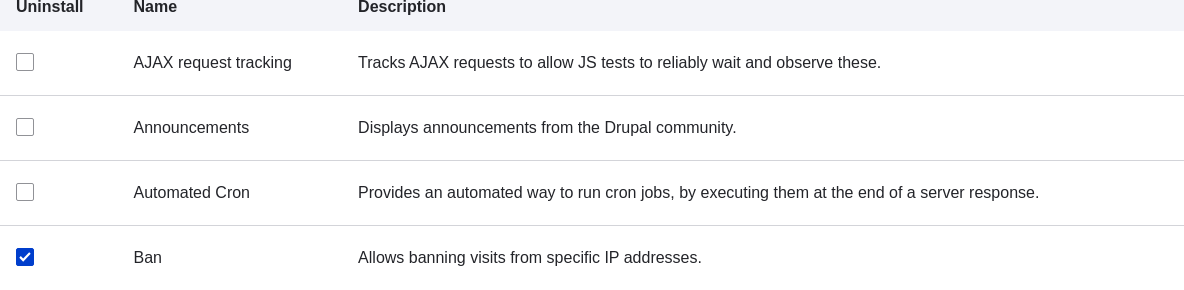 Uninstall Name Description
AJAX request tracking Tracks AJAX requests to allow JS tests to reliably wait and observe these.
Announcements Displays announcements from the Drupal community.
Automated Cron Provides an automated way to run cron jobs, by executing them at the end of a server response.
Ban Allows banning visits from specific IP addresses.